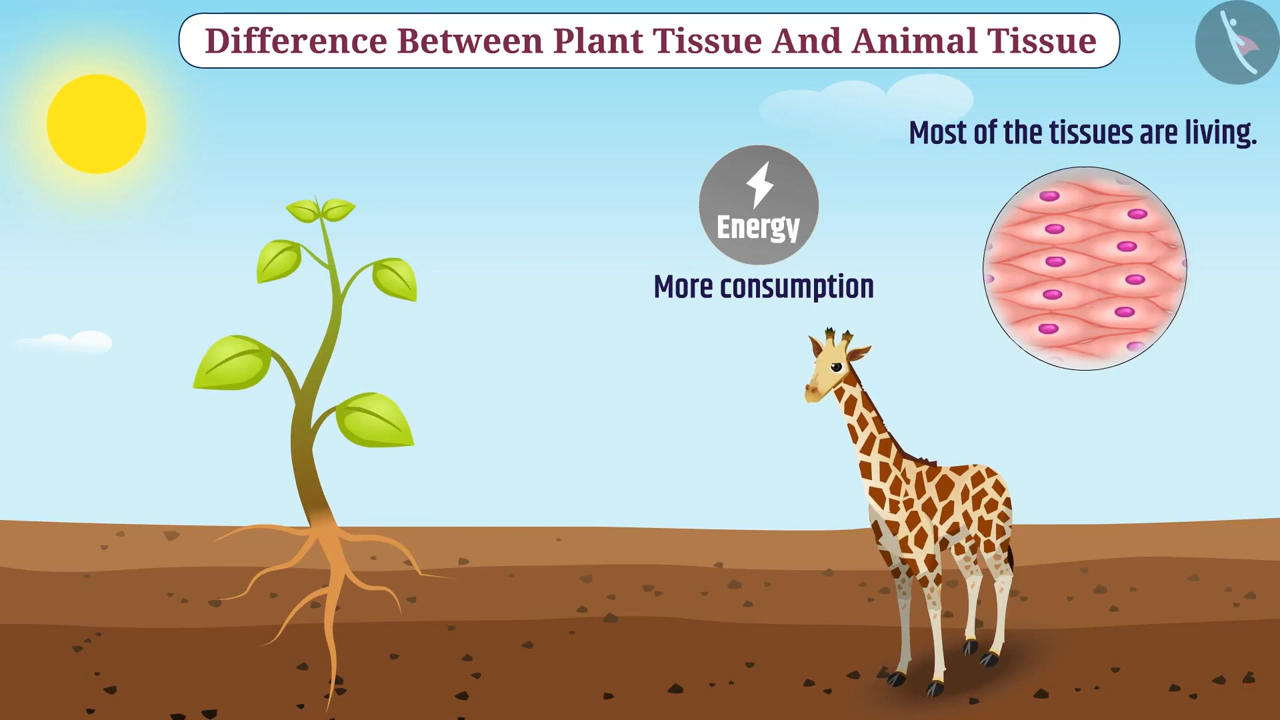 Difference Between Plant Tissue And Animal Tissue
Most of the tissues are living.
Energy
More consumption